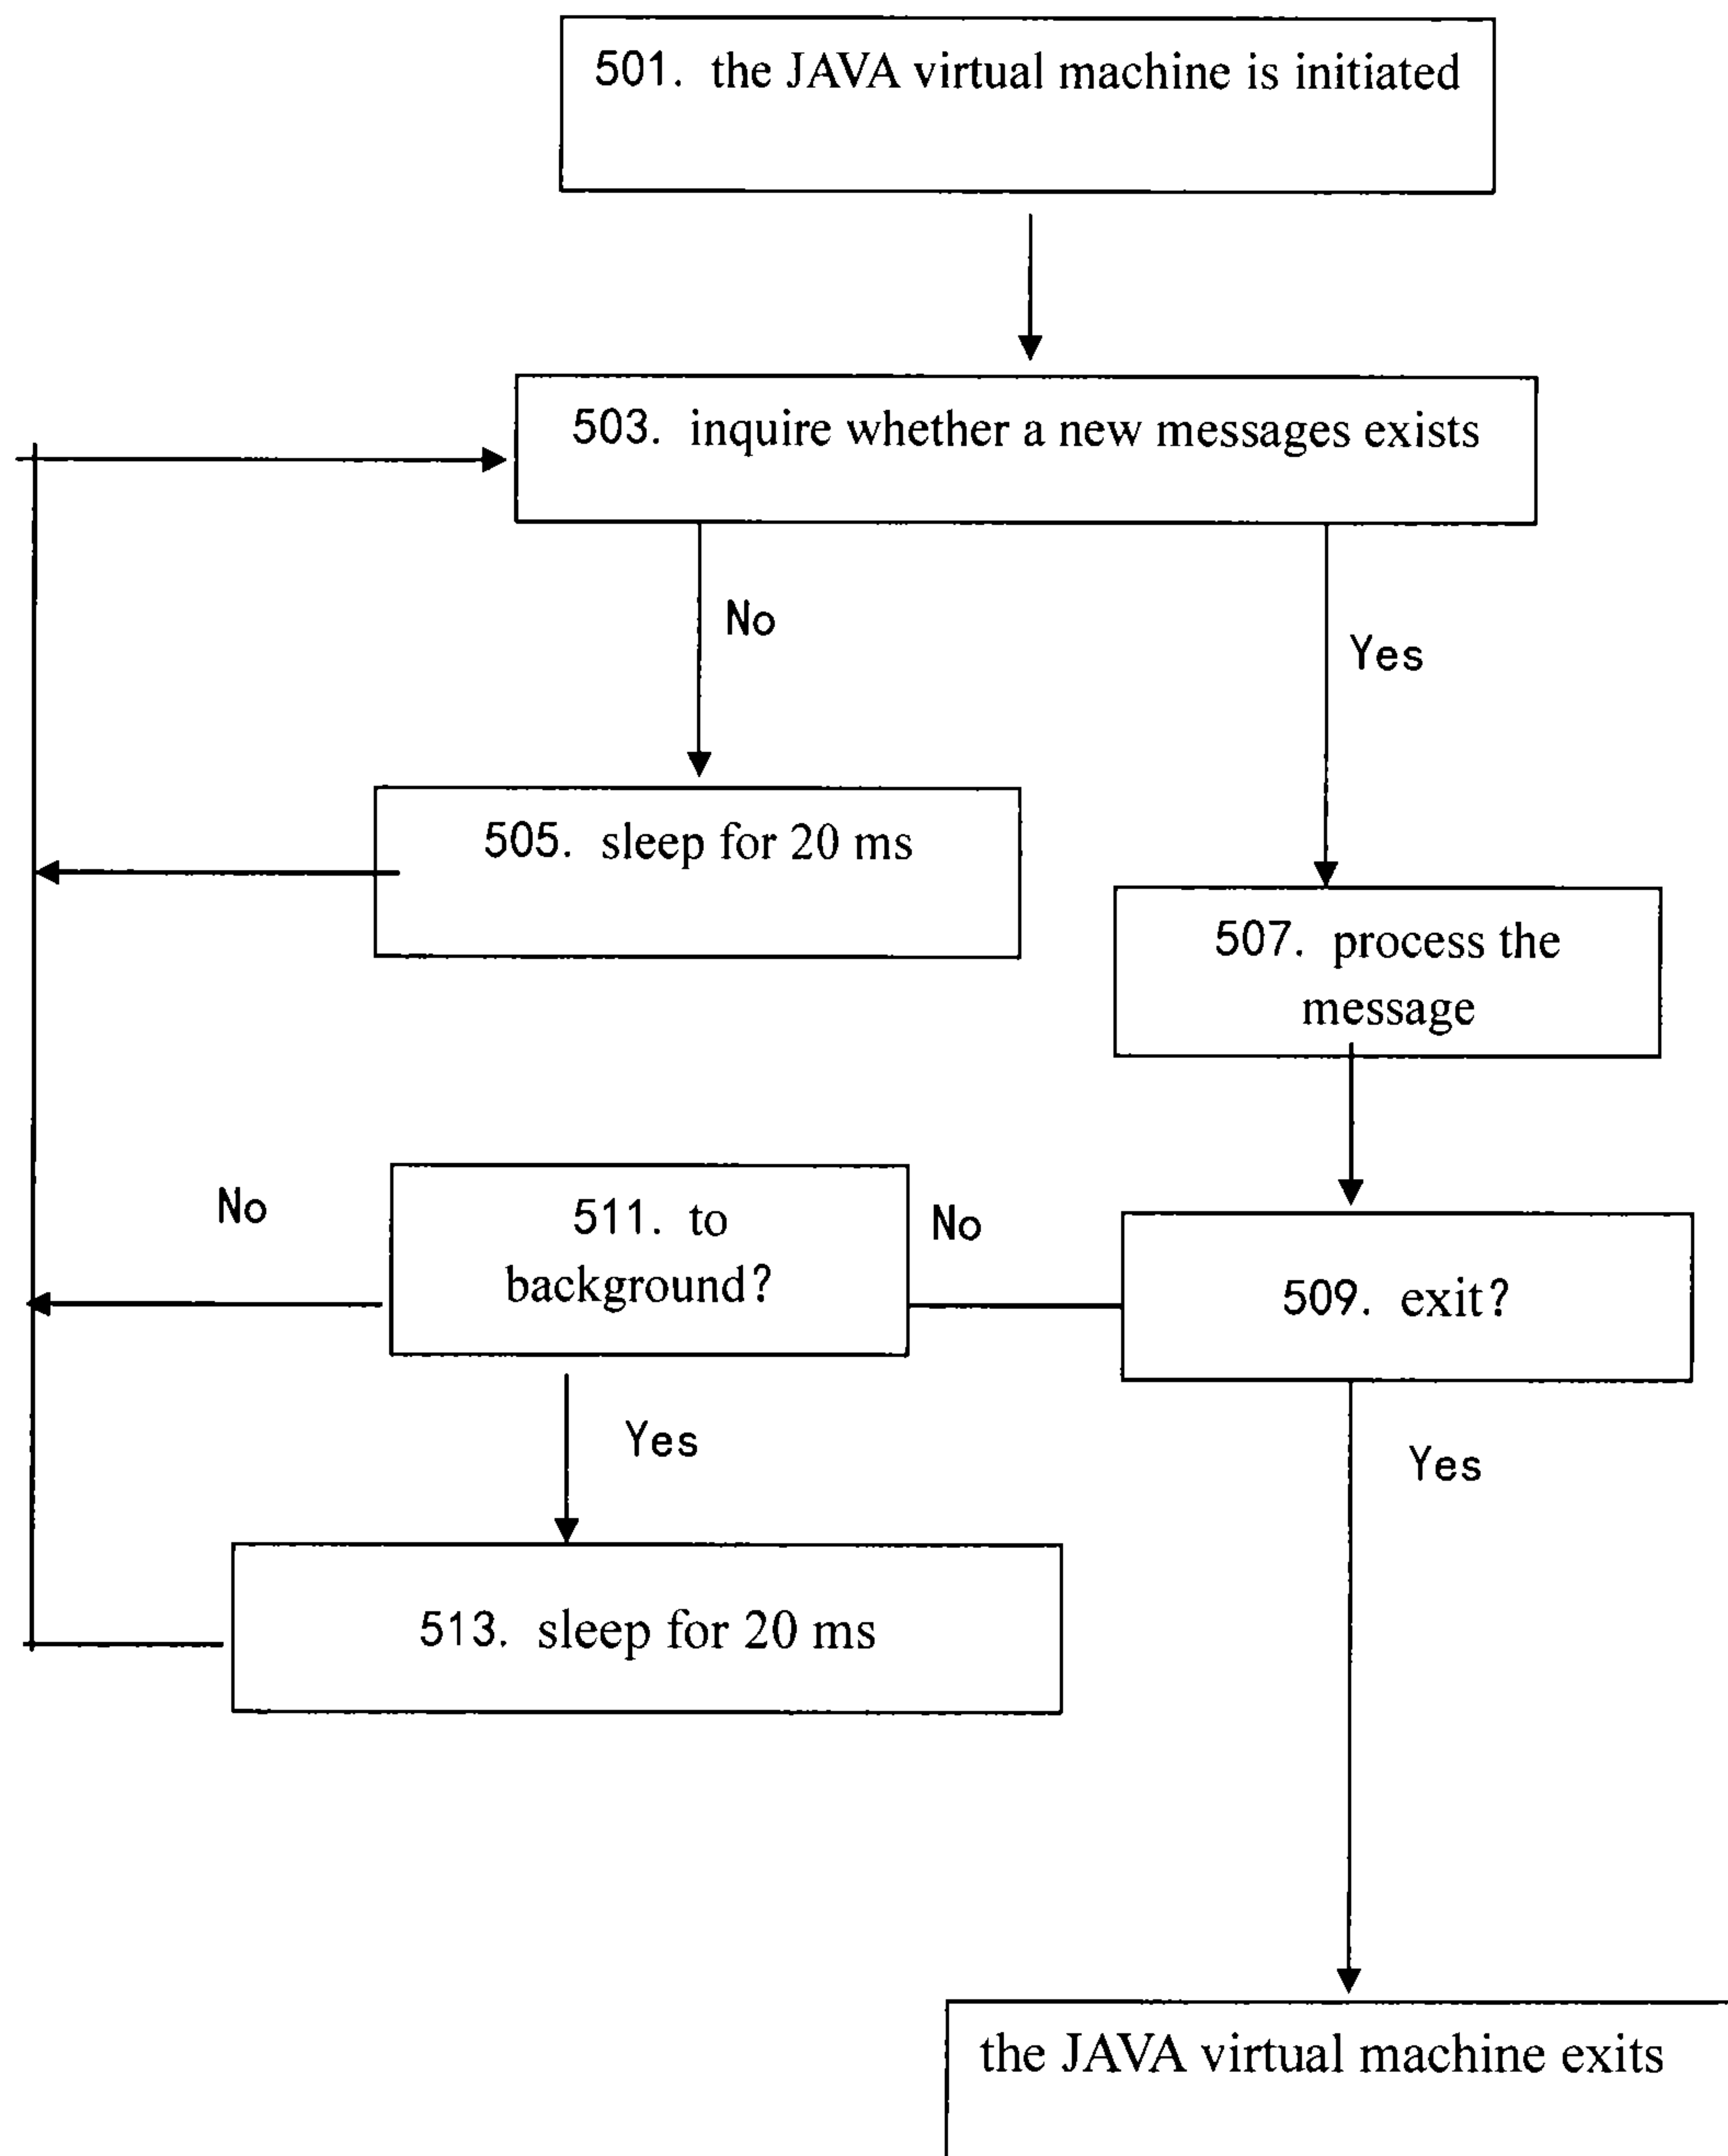 501. the JAVA virtual machine is initiated
503. inquire whether a new messages exists
No
Yes
505. sleep for 20 ms
507. process the
message
No
511. to
background?
No
509. exit?
Yes
Yes
513. sleep for 20 ms
the JAVA virtual machine exits